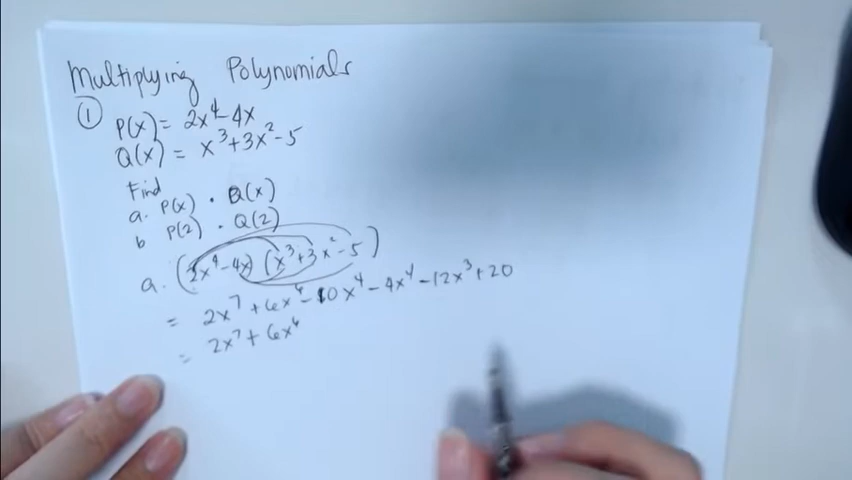 Multiplying Polynomials
① P(x) = 2x⁴-4x
Q(x) = x³+3x²-5
Find
a. P(x) · Q(x)
b P(2) · Q(2)
a. (2x⁴-4x)(x³+3x²-5)
= 2x⁷+6x⁶-10x⁴-4x⁴-12x³+20
= 2x⁷+6x⁶